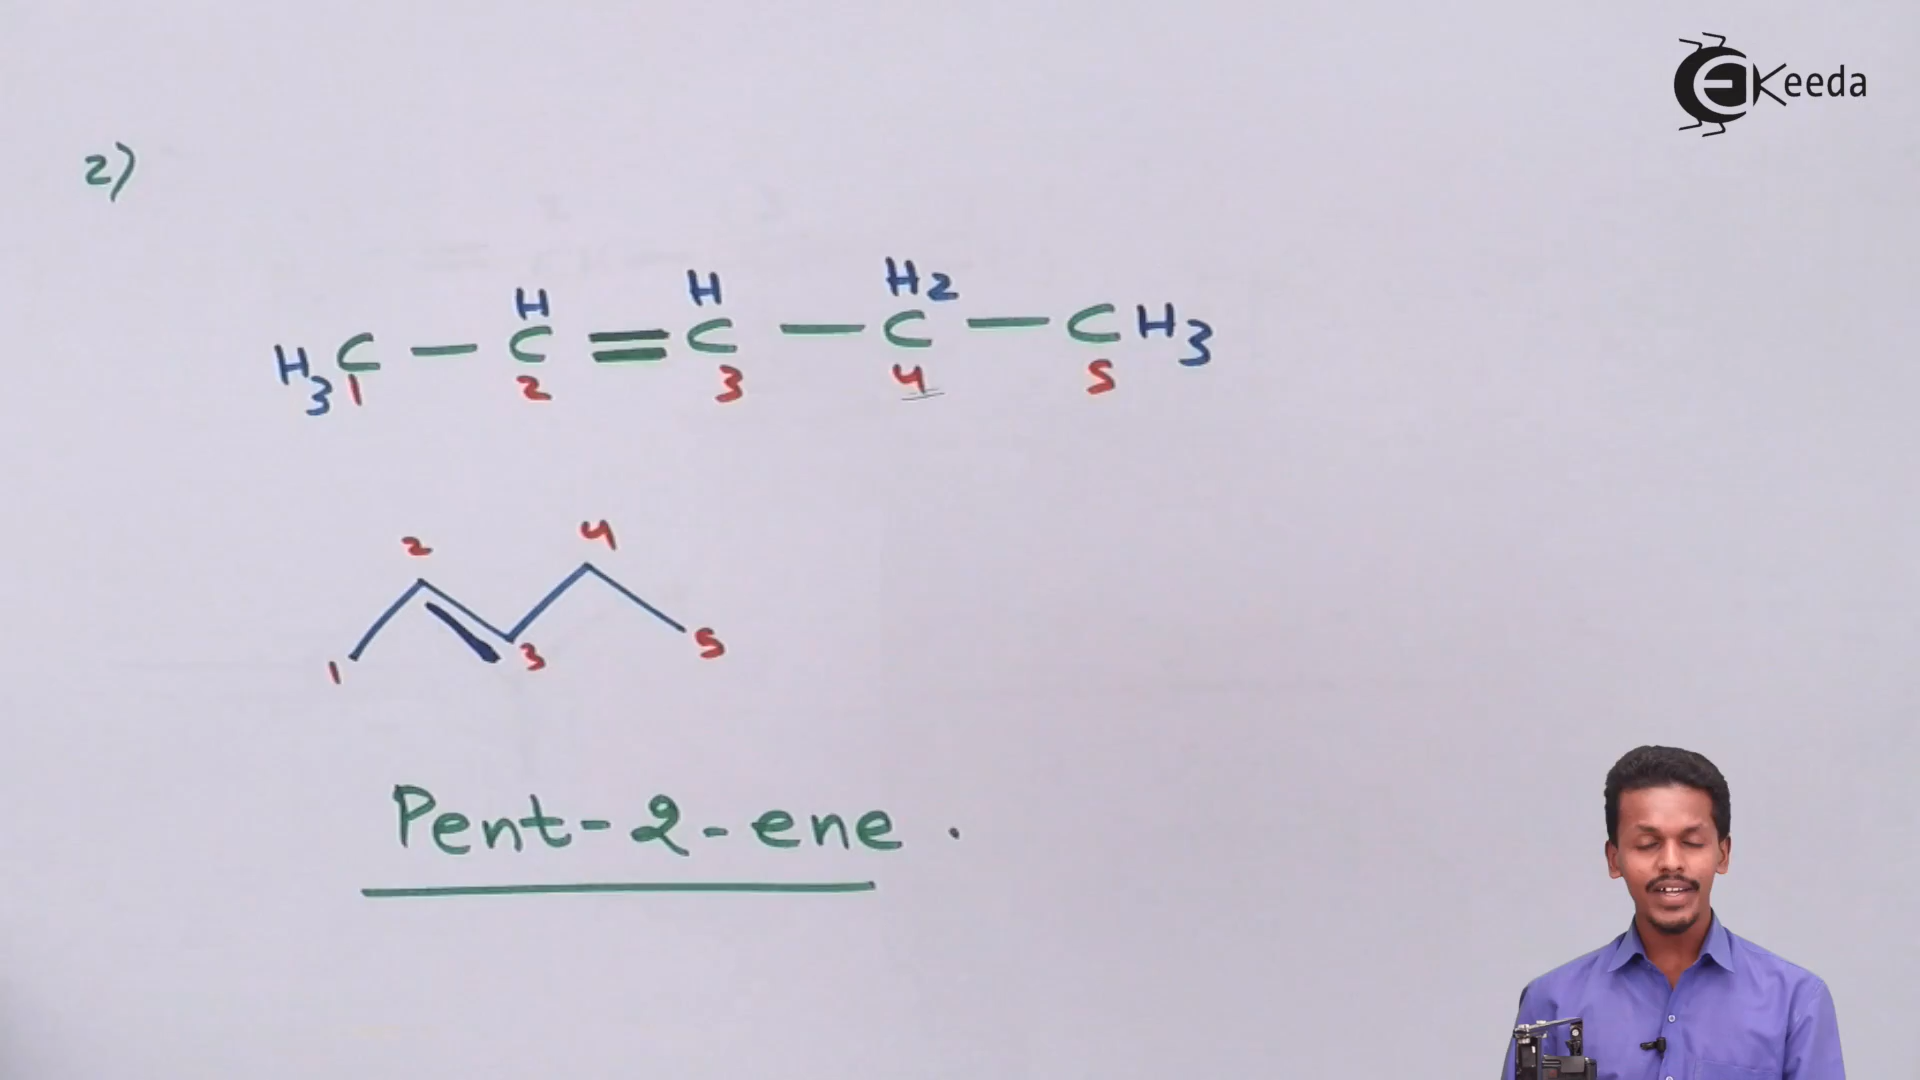 EKeeda
2)
H H H2
H3C - C = C - C - CH3
1 2 3 4 5
2 4
1 3 5
Pent-2-ene.